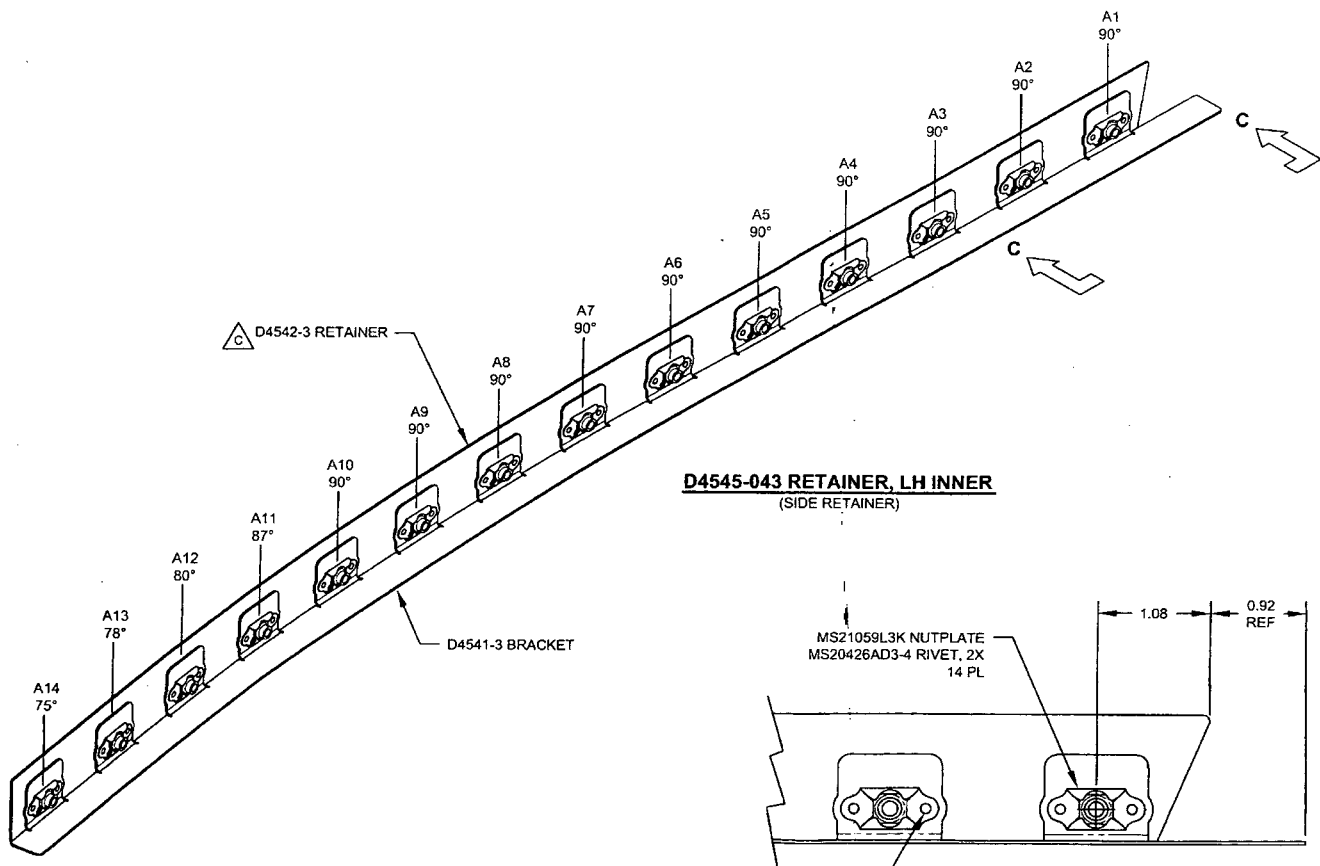 A1
90°
A2
90°
A3
90°
A4
90°
A5
90°
A6
90°
A7
90°
A8
90°
A9
90°
A10
90°
A11
87°
A12
80°
A13
78°
A14
75°
C
C
C D4542-3 RETAINER
D4541-3 BRACKET
D4545-043 RETAINER, LH INNER
(SIDE RETAINER)
MS21059L3K NUTPLATE
MS20426AD3-4 RIVET, 2X
14 PL
1.08
0.92
REF